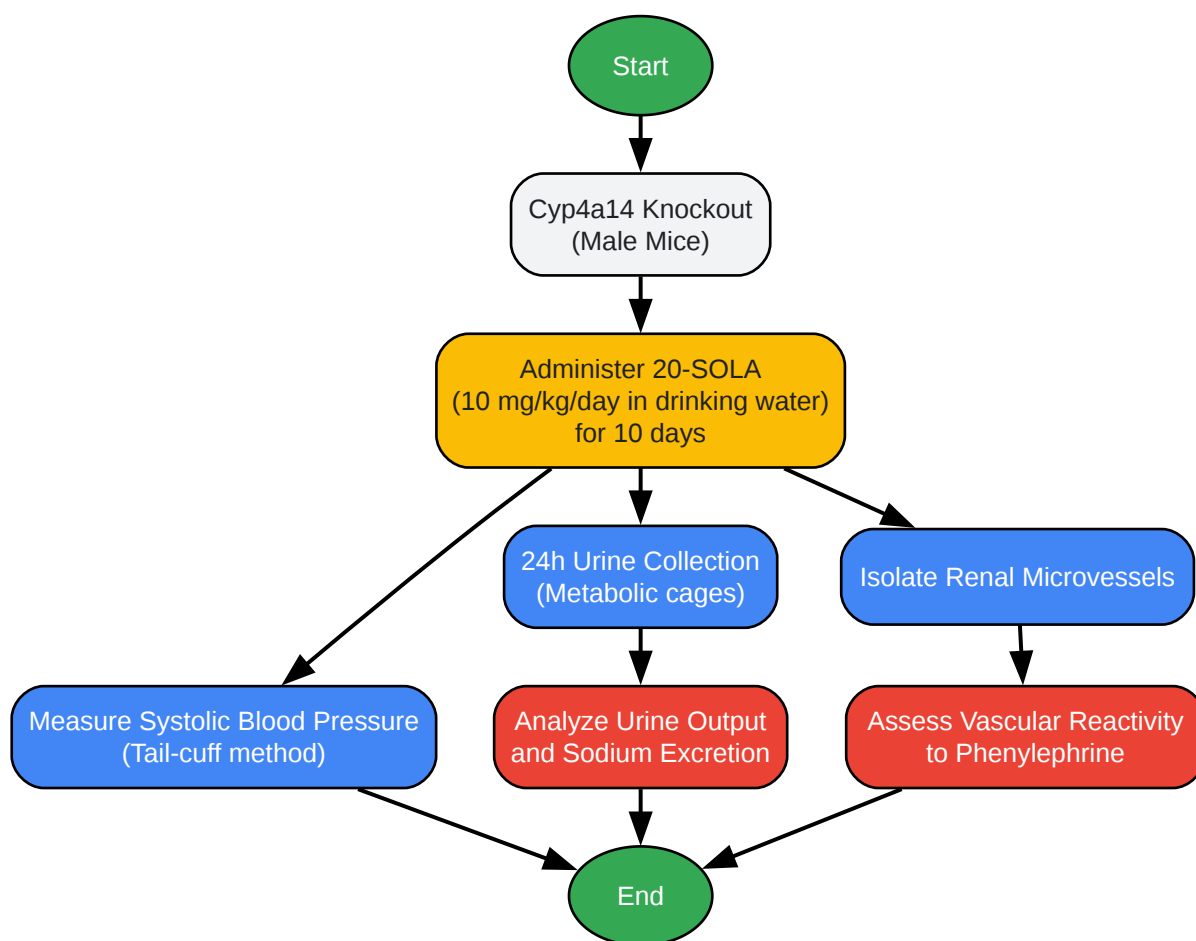 Start
Cyp4a14 Knockout
(Male Mice)
Administer 20-SOLA
(10 mg/kg/day in drinking water)
for 10 days
24h Urine Collection
(Metabolic cages)
Isolate Renal Microvessels
Measure Systolic Blood Pressure
(Tail-cuff method)
Analyze Urine Output
and Sodium Excretion
Assess Vascular Reactivity
to Phenylephrine
End